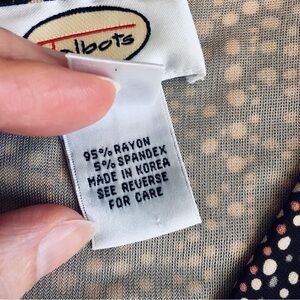 Talbots
95% RAYON
5% SPANDEX
MADE IN KOREA
SEE REVERSE
FOR CARE